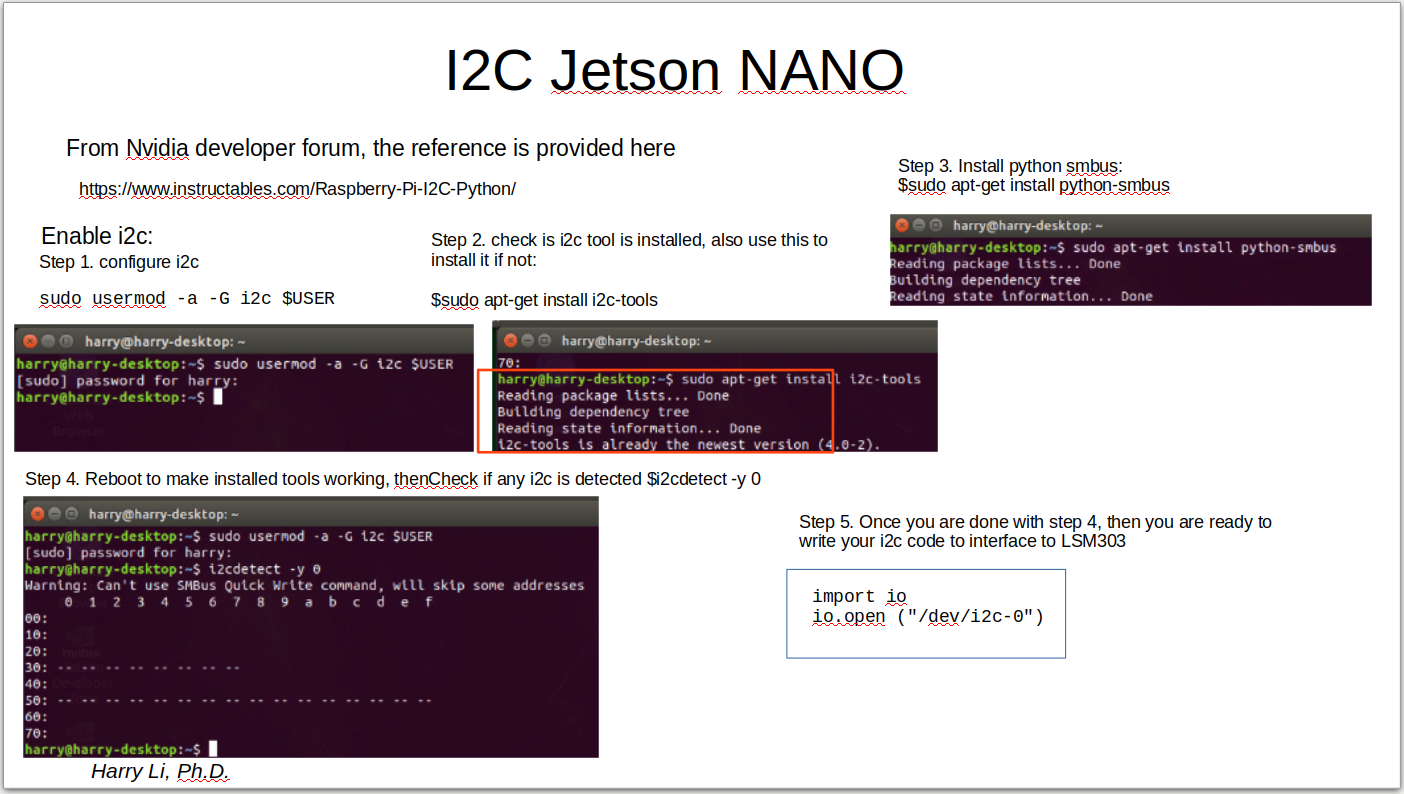 I2C Jetson NANO
From Nvidia developer forum, the reference is provided here
https://www.instructables.com/Raspberry-Pi-I2C-Python/
Enable i2c:
Step 1. configure i2c
sudo usermod -a -G i2c $USER
harry@harry-desktop: ~
harry@harry-desktop:~$ sudo usermod -a -G i2c $USER
[sudo] password for harry:
harry@harry-desktop:~$
Step 2. check is i2c tool is installed, also use this to
install it if not:
$sudo apt-get install i2c-tools
harry@harry-desktop: ~
70:
harry@harry-desktop:~$ sudo apt-get install i2c-tools
Reading package lists... Done
Building dependency tree
Reading state information... Done
i2c-tools is already the newest version (4.0-2).
Step 3. Install python smbus:
$sudo apt-get install python-smbus
harry@harry-desktop: ~
harry@harry-desktop:~$ sudo apt-get install python-smbus
Reading package lists... Done
Building dependency tree
Reading state information... Done
Step 4. Reboot to make installed tools working, thenCheck if any i2c is detected $i2cdetect -y 0
harry@harry-desktop: ~
harry@harry-desktop:~$ sudo usermod -a -G i2c $USER
[sudo] password for harry:
harry@harry-desktop:~$ i2cdetect -y 0
Warning: Can't use SMBus Quick Write command, will skip some addresses
0 1 2 3 4 5 6 7 8 9 a b c d e f
00:
10:
20:
30: -- -- -- -- -- -- -- --
40:
50: -- -- -- -- -- -- -- -- -- -- -- -- -- -- -- --
60:
70:
harry@harry-desktop:~$
Step 5. Once you are done with step 4, then you are ready to
write your i2c code to interface to LSM303
import io
io.open ("/dev/i2c-0")
Harry Li, Ph.D.